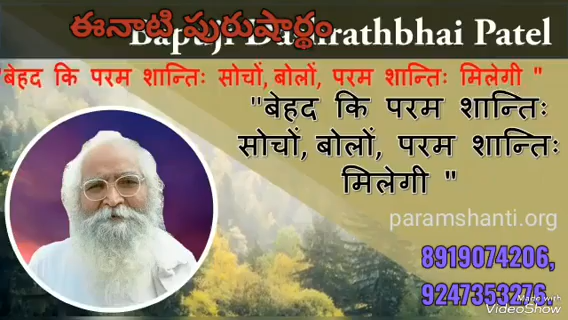 ఈనాటి పురుషార్థం
Bapuji Dashrathbhai Patel
"बेहद कि परम शान्तिः सोचों, बोलों, परम शान्तिः मिलेगी "
"बेहद कि परम शान्तिः
सोचों, बोलों, परम शान्तिः
मिलेगी "
paramshanti.org
8919074206,
9247353276.
Made with
VideoShow